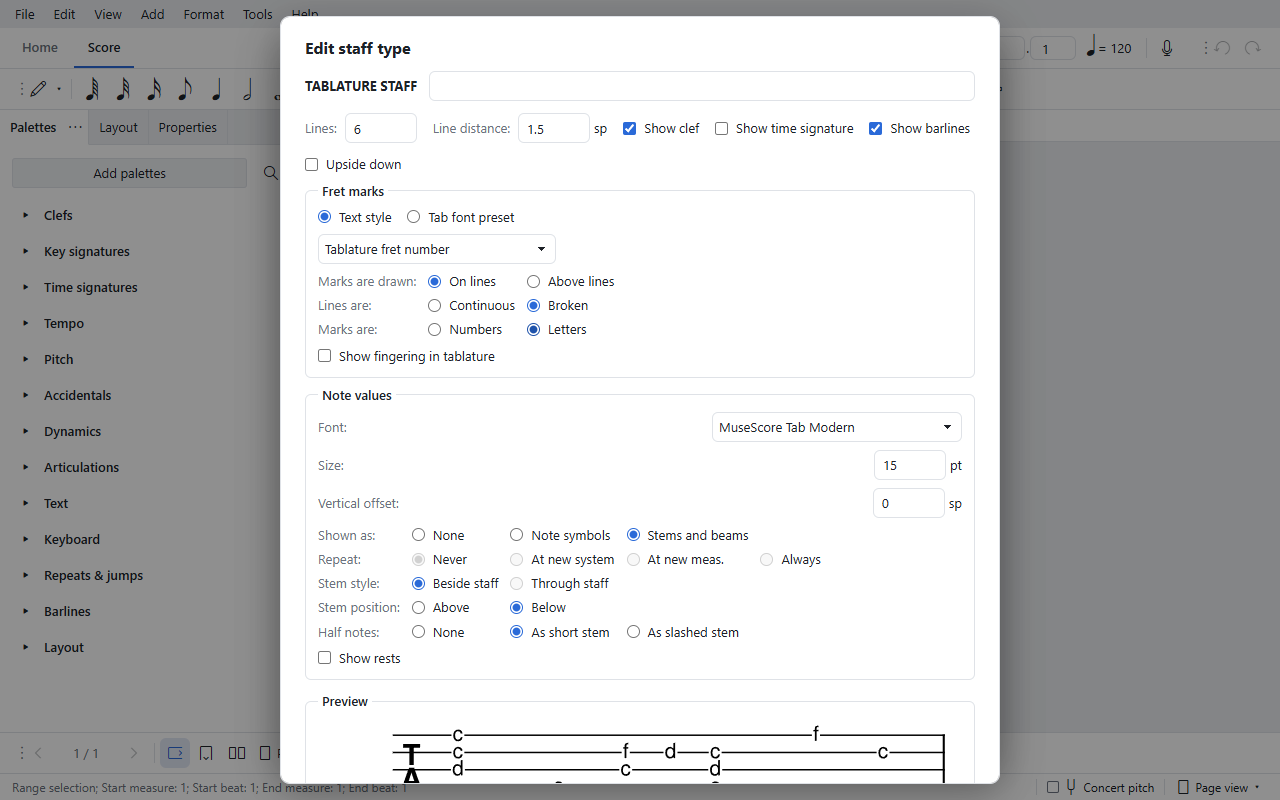 File Edit View Add Format Tools Help
Home Score
. 1 = 120
Palettes ··· Layout Properties
Add palettes
Clefs
Key signatures
Time signatures
Tempo
Pitch
Accidentals
Dynamics
Articulations
Text
Keyboard
Repeats & jumps
Barlines
Layout
Edit staff type
TABLATURE STAFF
Lines: 6 Line distance: 1.5 sp Show clef Show time signature Show barlines
Upside down
Fret marks
Text style Tab font preset
Tablature fret number
Marks are drawn: On lines Above lines
Lines are: Continuous Broken
Marks are: Numbers Letters
Show fingering in tablature
Note values
Font: MuseScore Tab Modern
Size: 15 pt
Vertical offset: 0 sp
Shown as: None Note symbols Stems and beams
Repeat: Never At new system At new meas. Always
Stem style: Beside staff Through staff
Stem position: Above Below
Half notes: None As short stem As slashed stem
Show rests
Preview
c f
T c f d c c
A d c d
1 / 1
Range selection; Start measure: 1; Start beat: 1; End measure: 1; End beat: 1
Concert pitch Page view